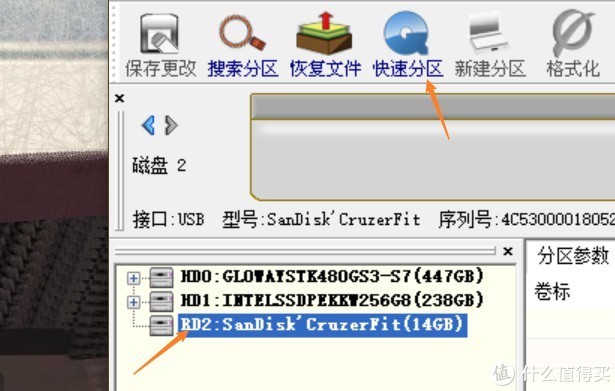 保存更改 搜索分区 恢复文件 快速分区 新建分区 格式化
磁盘 2
接口:USB 型号:SanDisk'CruzerFit 序列号:4C53000018052
HD0:GLOWAYSTK480GS3-S7(447GB)
HD1:INTELSSDPEKKW256G8(238GB)
RD2:SanDisk'CruzerFit(14GB)
分区参数
卷标
值 什么值得买